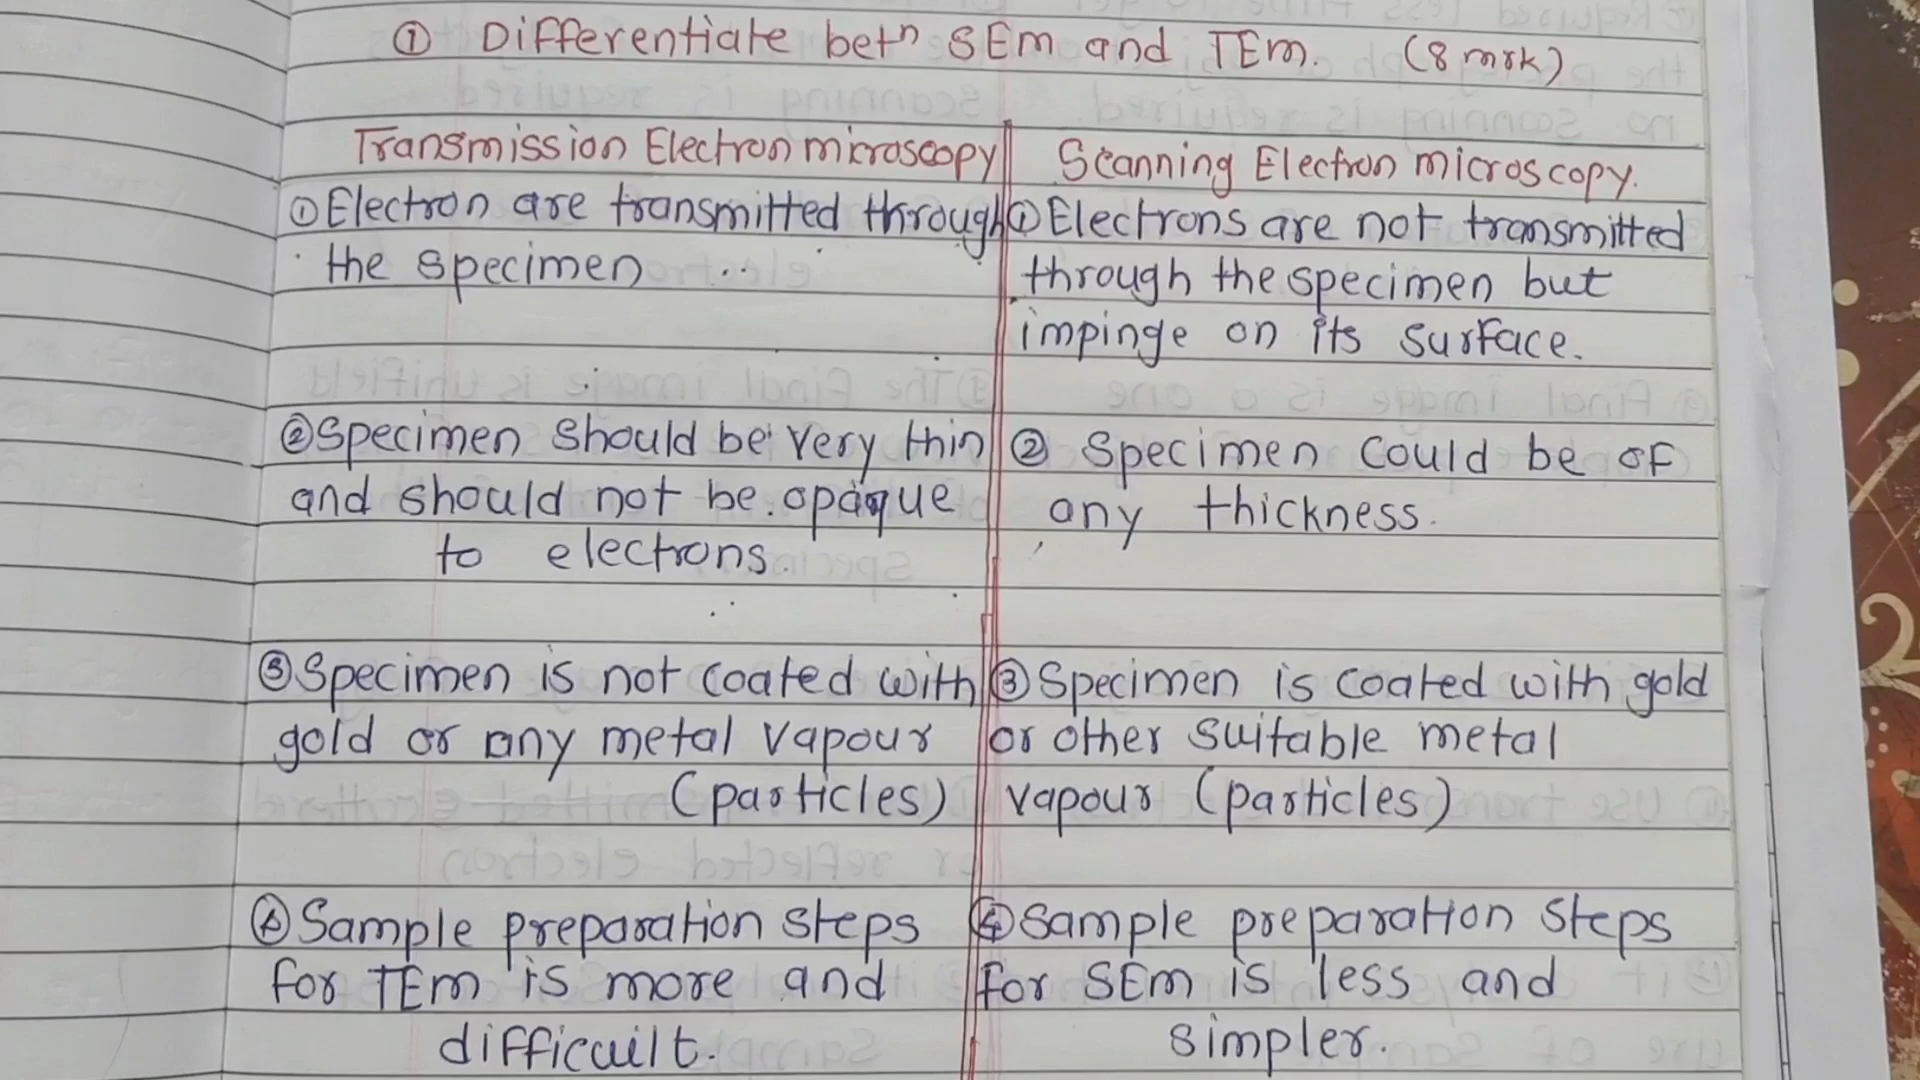 ① Differentiate betn SEM and TEM. (8 mrk)
Transmission Electron microscopy
① Electron are transmitted through
the specimen
② Specimen should be very thin
and should not be opaque
to electrons.
③ Specimen is not coated with
gold or any metal vapour
(particles)
④ Sample preparation steps
for TEM is more and
difficuilt.
Scanning Electron microscopy.
① Electrons are not transmitted
through the specimen but
impinge on its surface.
② Specimen could be of
any thickness.
③ Specimen is coated with gold
or other suitable metal
vapour (particles)
④ Sample preparation steps
for SEM is less and
simpler.